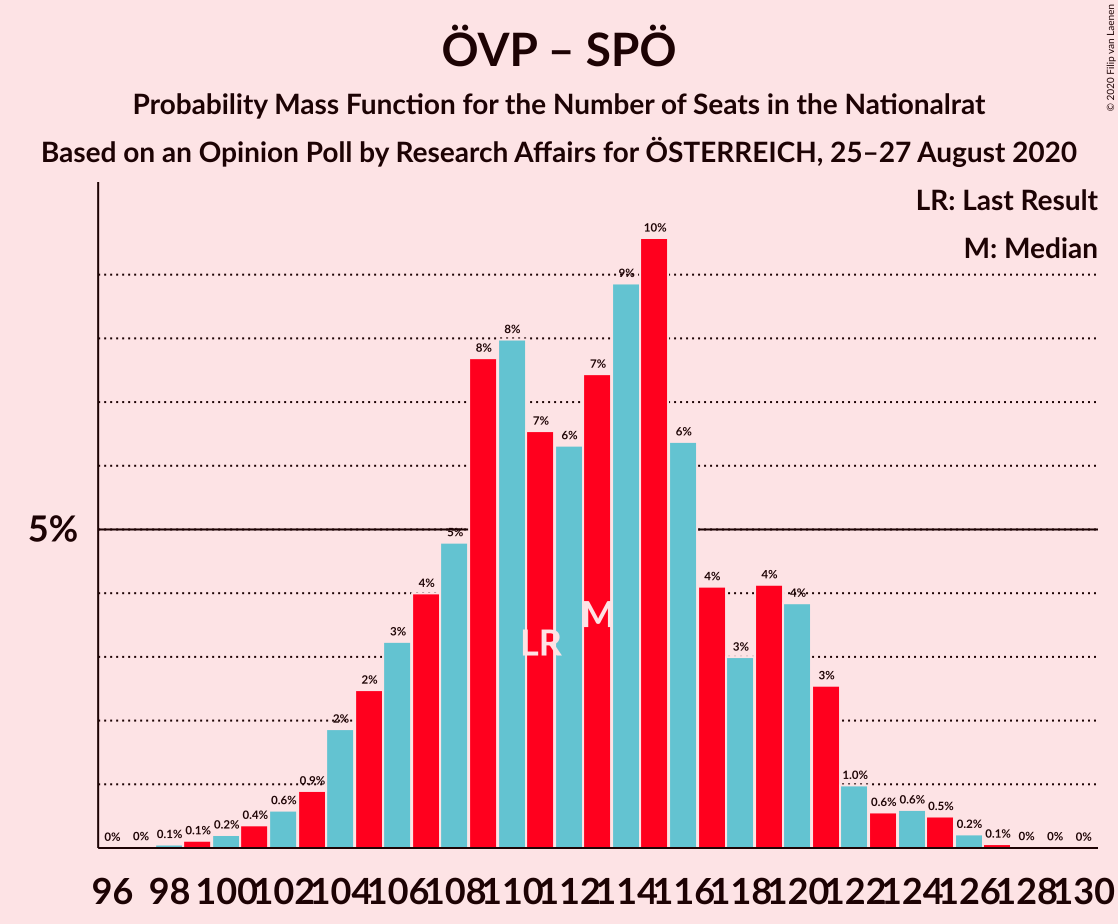 ÖVP – SPÖ
Probability Mass Function for the Number of Seats in the Nationalrat
Based on an Opinion Poll by Research Affairs for ÖSTERREICH, 25–27 August 2020
© 2020 Filip van Laenen
LR: Last Result
M: Median
5%
0% 0% 0.1% 0.1% 0.2% 0.4% 0.6% 0.9% 2% 2% 3% 4% 5% 8% 8% 7% 6% 7% 9% 10% 6% 4% 3% 4% 4% 3% 1.0% 0.6% 0.6% 0.5% 0.2% 0.1% 0% 0% 0%
LR
M
96 98 100 102 104 106 108 110 112 114 116 118 120 122 124 126 128 130